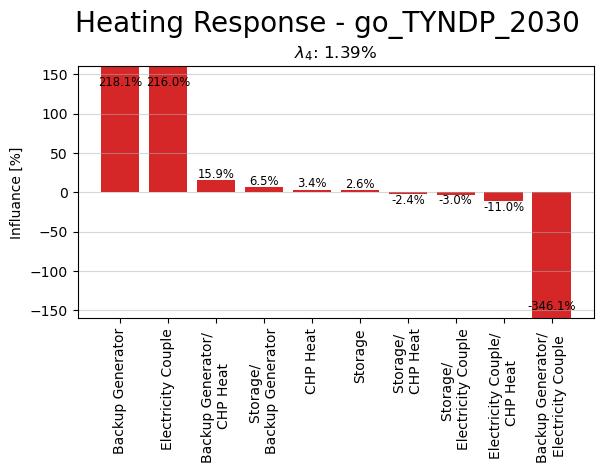 Heating Response - go_TYNDP_2030
λ₄: 1.39%
Influance [%]
150
100
50
0
−50
−100
−150
218.1%
216.0%
15.9%
6.5%
3.4%
2.6%
-2.4%
-3.0%
-11.0%
-346.1%
Backup Generator
Electricity Couple
Backup Generator/
CHP Heat
Storage/
Backup Generator
CHP Heat
Storage
Storage/
CHP Heat
Storage/
Electricity Couple
Electricity Couple/
CHP Heat
Backup Generator/
Electricity Couple